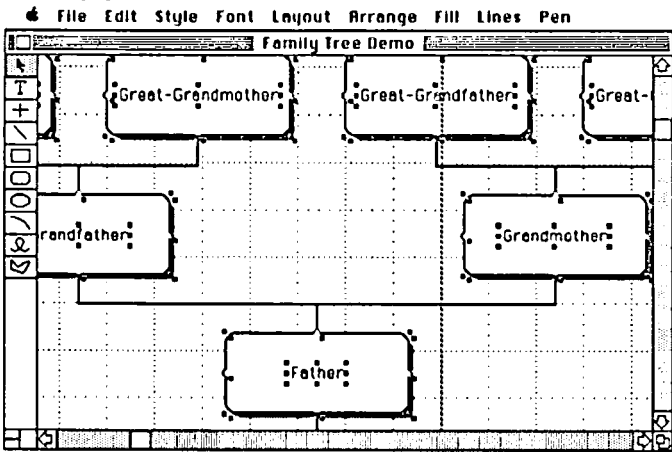 File Edit Style Font Layout Arrange Fill Lines Pen
Family Tree Demo
T
Great-Grandmother Great-Grandfather Great-
randfather Grandmother
Father